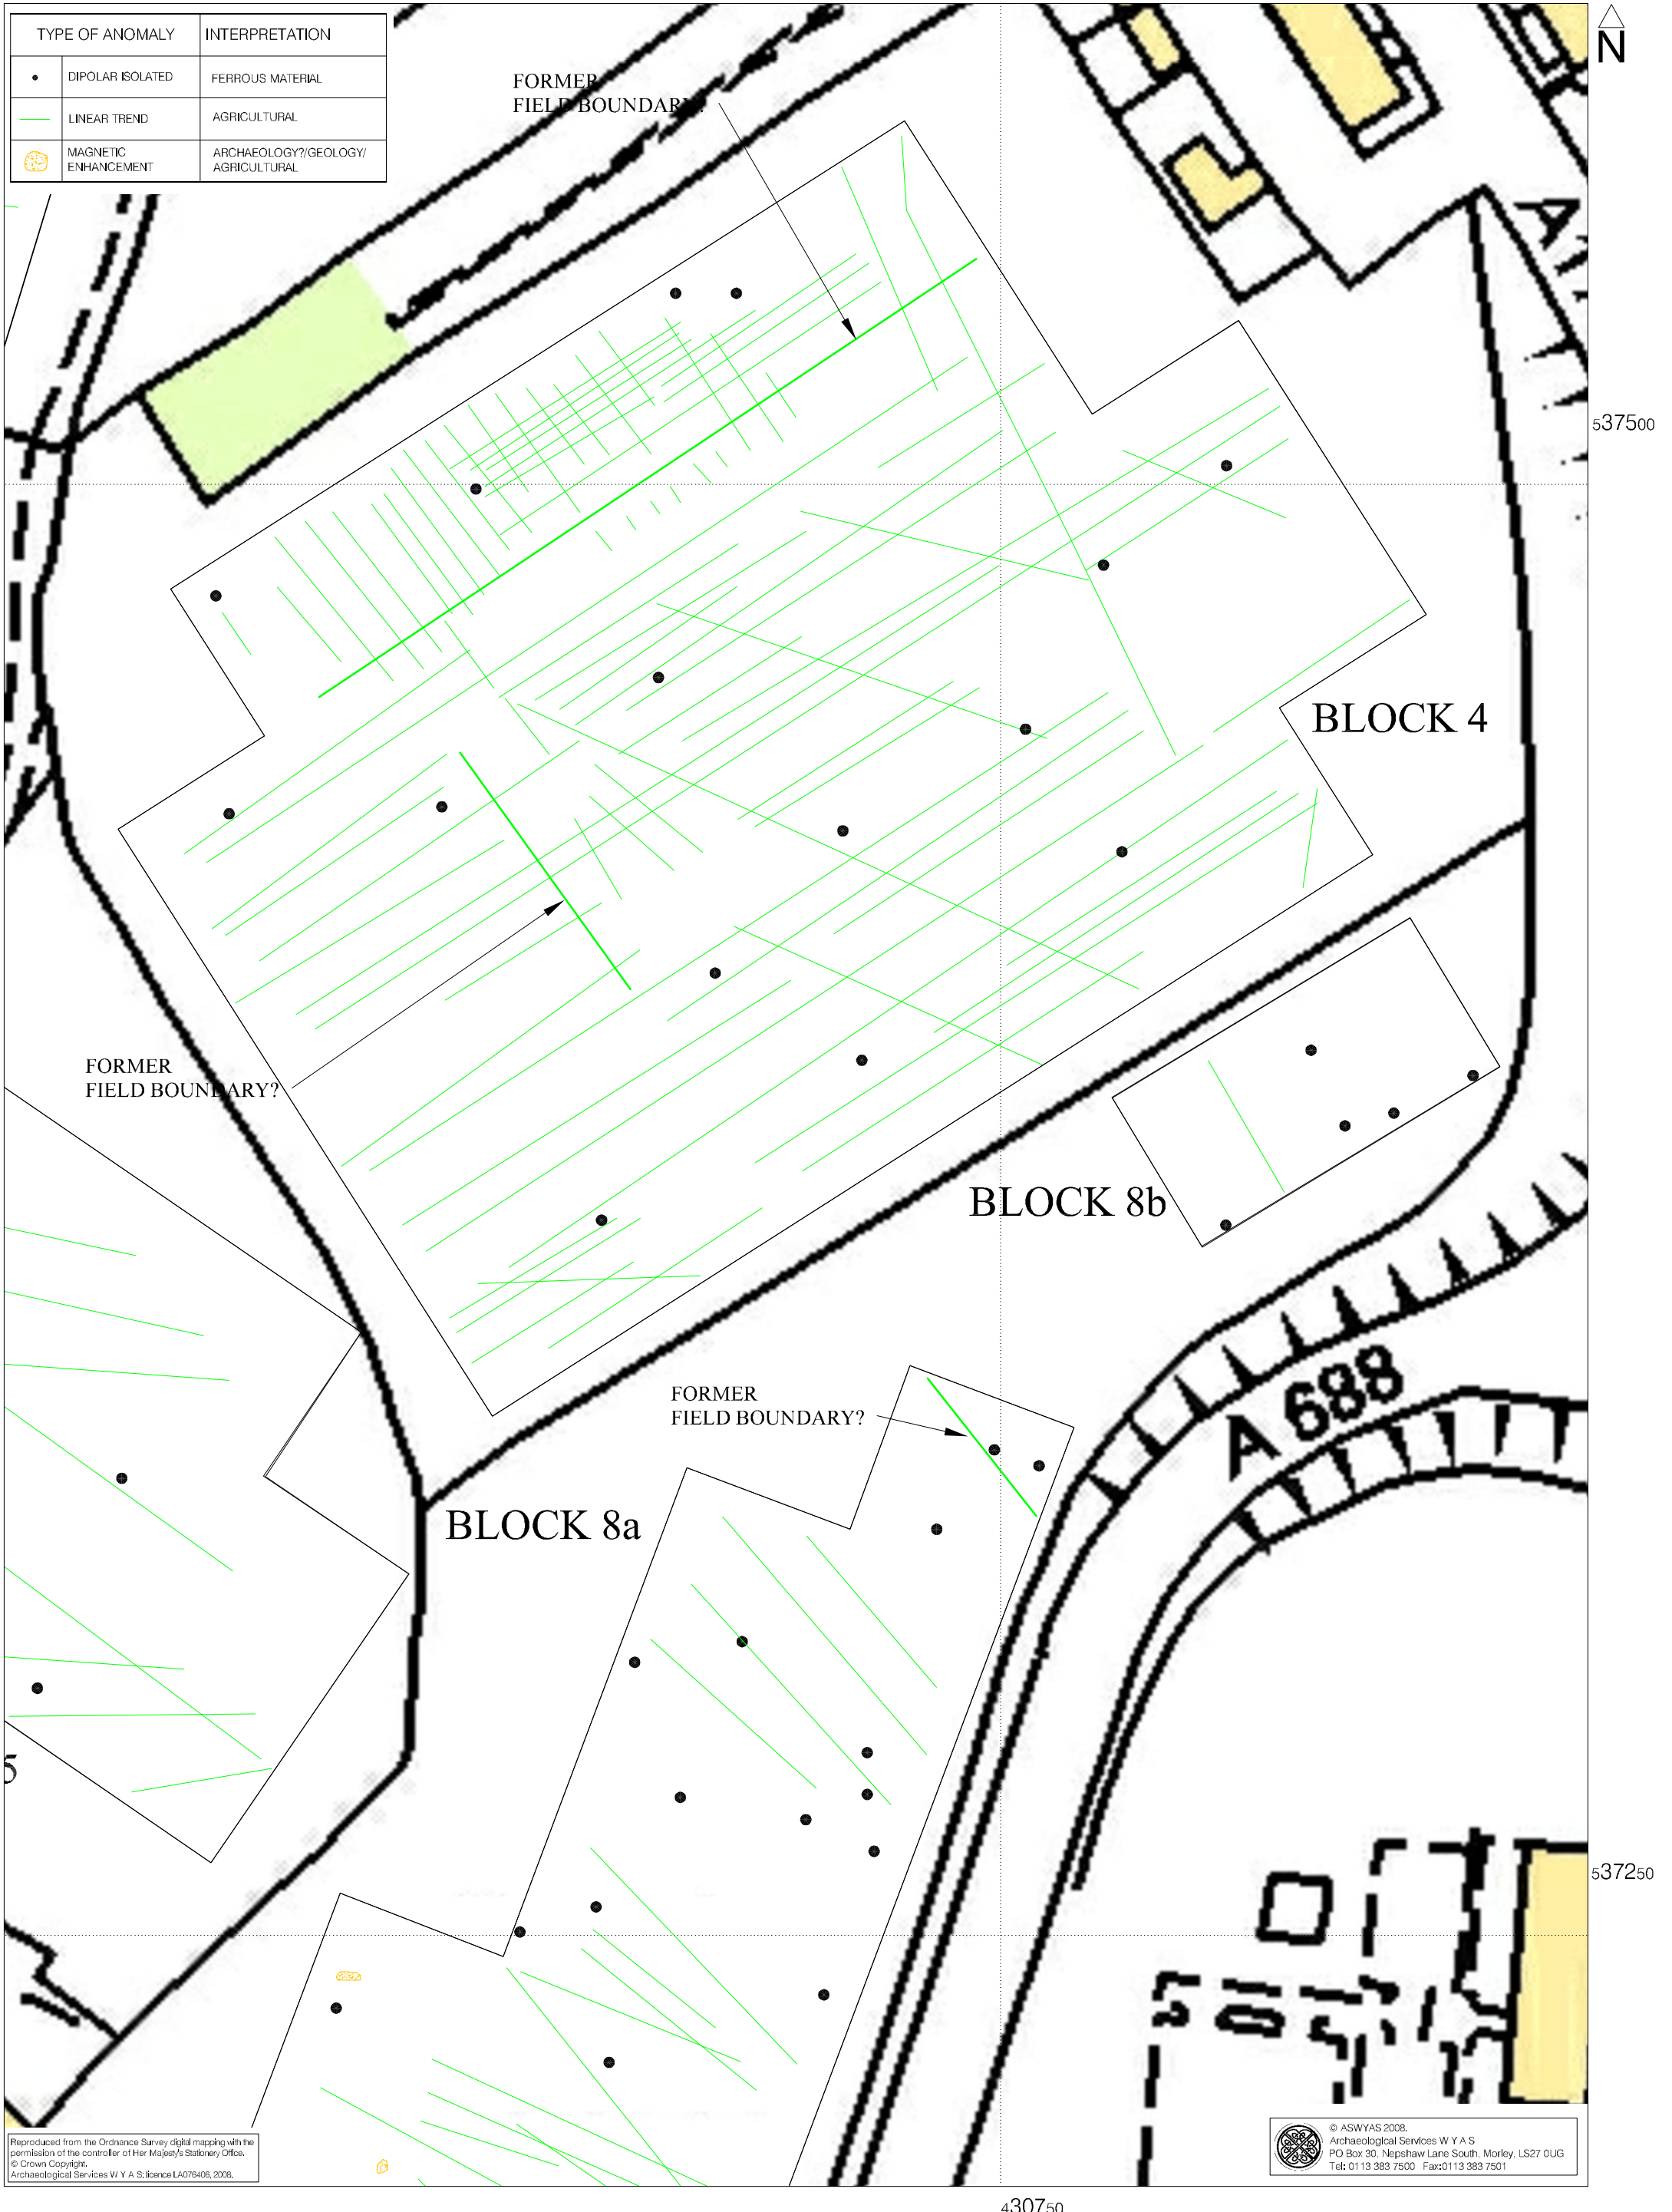 TYPE OF ANOMALY INTERPRETATION
DIPOLAR ISOLATED FERROUS MATERIAL
LINEAR TREND AGRICULTURAL
MAGNETIC ENHANCEMENT ARCHAEOLOGY?/GEOLOGY/ AGRICULTURAL
N
FORMER
FIELD BOUNDARY?
A
537500
BLOCK 4
FORMER
FIELD BOUNDARY?
BLOCK 8b
A 688
FORMER
FIELD BOUNDARY?
BLOCK 8a
5
537250
Reproduced from the Ordnance Survey digital mapping with the
permission of the controller of Her Majesty's Stationery Office.
© Crown Copyright.
Archaeological Services W Y A S: licence LA076406, 2008.
© ASWYAS 2008.
Archaeological Services W Y A S
PO Box 30, Nepshaw Lane South, Morley, LS27 0UG
Tel: 0113 383 7500 Fax:0113 383 7501
430750